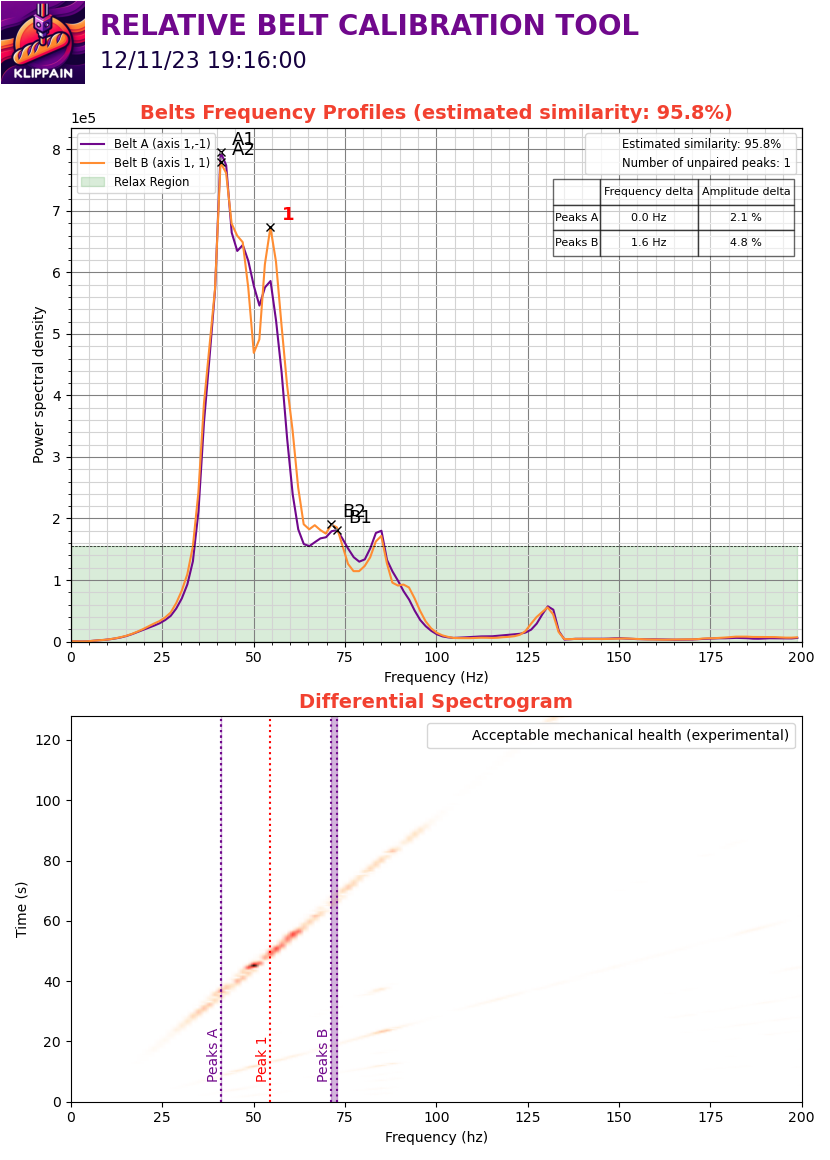 KLIPPAIN
RELATIVE BELT CALIBRATION TOOL
12/11/23 19:16:00
Belts Frequency Profiles (estimated similarity: 95.8%)
1e5
Belt A (axis 1,-1)
Belt B (axis 1, 1)
Relax Region
A1
A2
1
B2
B1
Estimated similarity: 95.8%
Number of unpaired peaks: 1
Frequency delta Amplitude delta
Peaks A 0.0 Hz 2.1 %
Peaks B 1.6 Hz 4.8 %
8
7
6
5
4
3
2
1
0
Power spectral density
0 25 50 75 100 125 150 175 200
Frequency (Hz)
Differential Spectrogram
Acceptable mechanical health (experimental)
120
100
80
60
40
20
0
Time (s)
Peaks A
Peak 1
Peaks B
0 25 50 75 100 125 150 175 200
Frequency (hz)